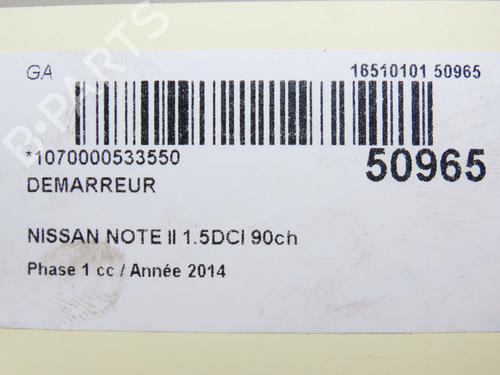 GA 16510101 50965
*1070000533550 50965
DEMARREUR
NISSAN NOTE II 1.5DCI 90ch
Phase 1 cc / Année 2014
B-PARTS